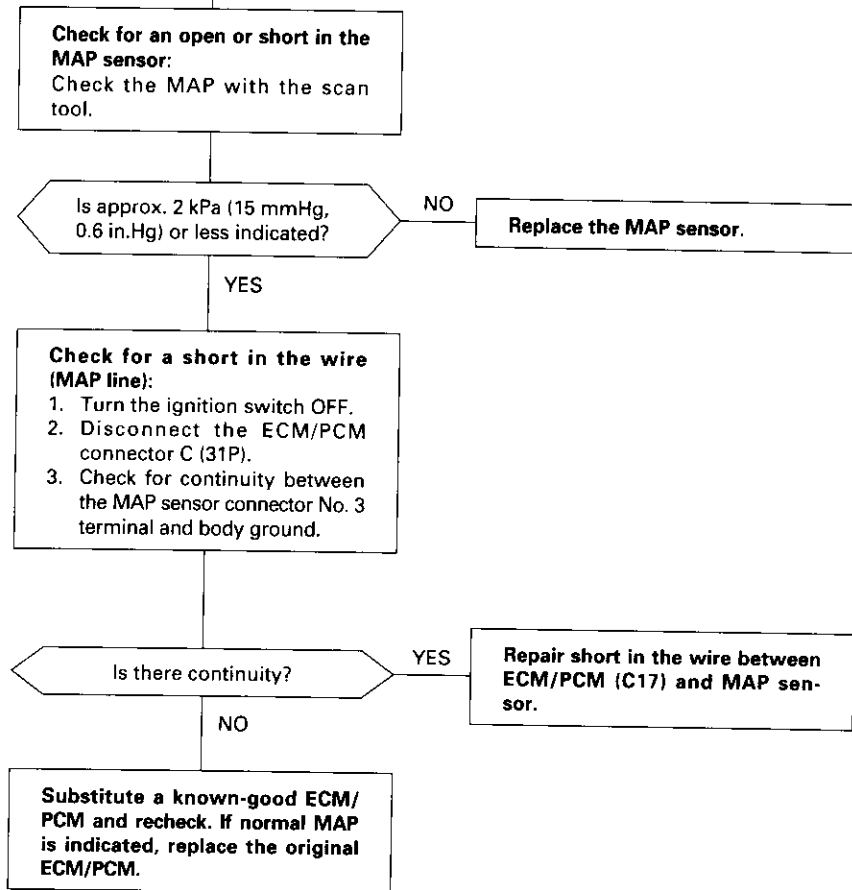 Check for an open or short in the
MAP sensor:
Check the MAP with the scan
tool.
Is approx. 2 kPa (15 mmHg,
0.6 in.Hg) or less indicated?
NO
Replace the MAP sensor.
YES
Check for a short in the wire
(MAP line):
1. Turn the ignition switch OFF.
2. Disconnect the ECM/PCM
connector C (31P).
3. Check for continuity between
the MAP sensor connector No. 3
terminal and body ground.
Is there continuity?
YES
Repair short in the wire between
ECM/PCM (C17) and MAP sen-
sor.
NO
Substitute a known-good ECM/
PCM and recheck. If normal MAP
is indicated, replace the original
ECM/PCM.